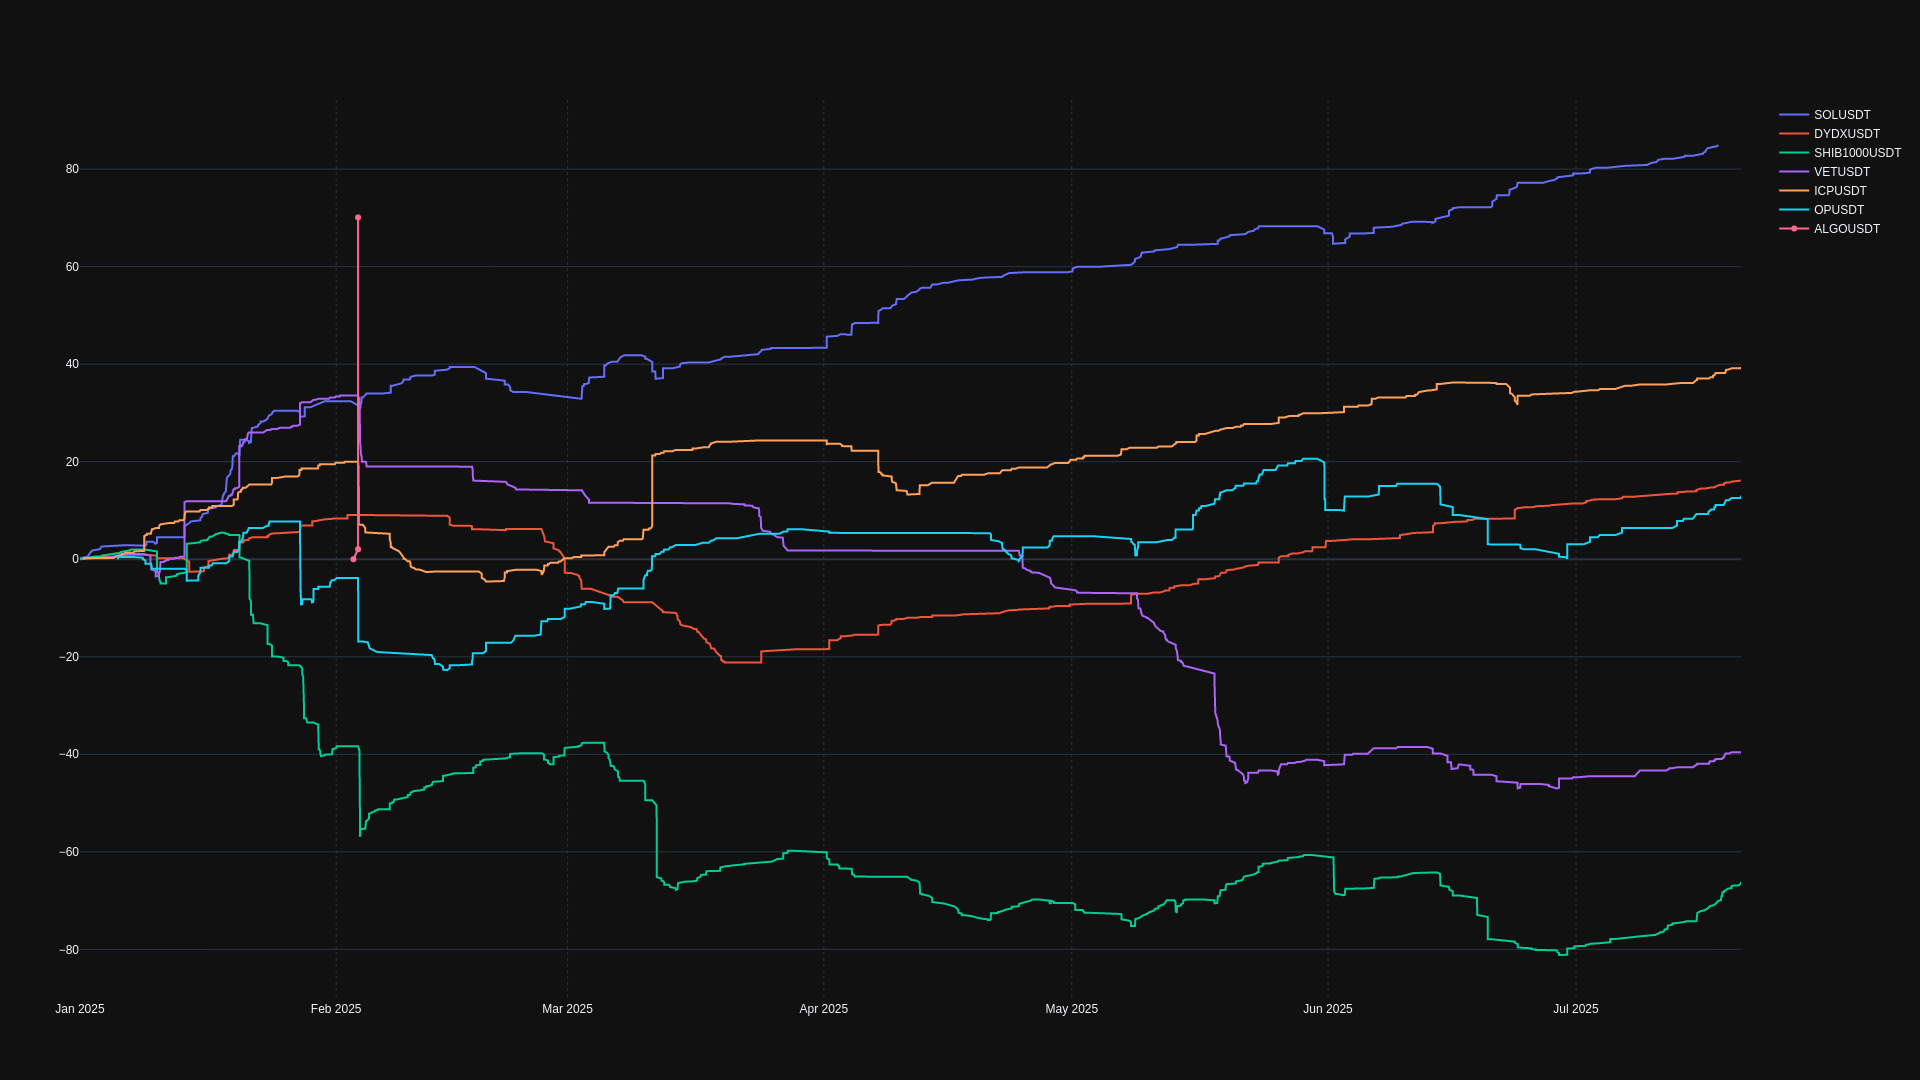 SOLUSDT
DYDXUSDT
SHIB1000USDT
VETUSDT
ICPUSDT
OPUSDT
ALGOUSDT
80
60
40
20
0
−20
−40
−60
−80
Jan 2025
Feb 2025
Mar 2025
Apr 2025
May 2025
Jun 2025
Jul 2025